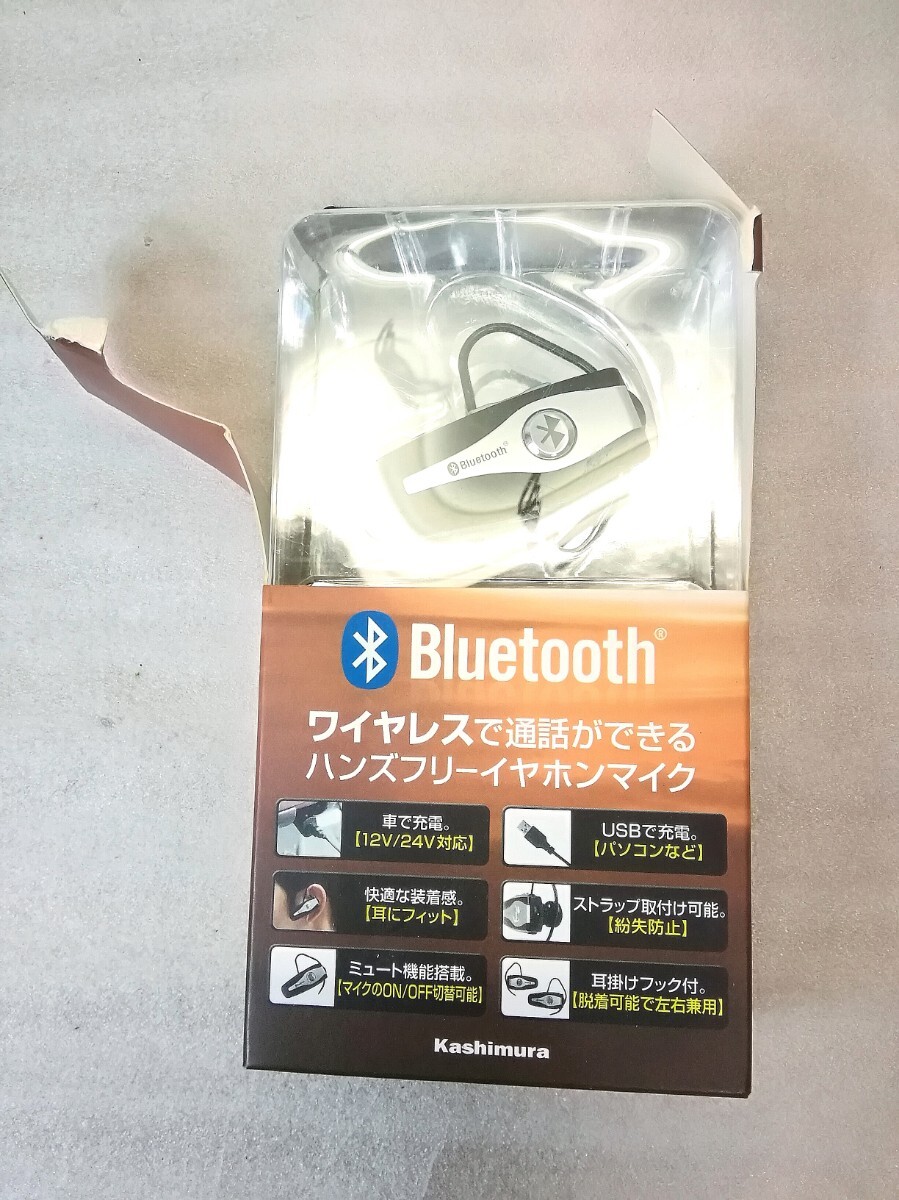 Bluetooth®
Bluetooth®
ワイヤレスで通話ができる
ハンズフリーイヤホンマイク
車で充電。
【12V/24V対応】
USBで充電。
【パソコンなど】
快適な装着感。
【耳にフィット】
ストラップ取付け可能。
【紛失防止】
ミュート機能搭載。
【マイクのON/OFF切替可能】
耳掛けフック付。
【脱着可能で左右兼用】
Kashimura